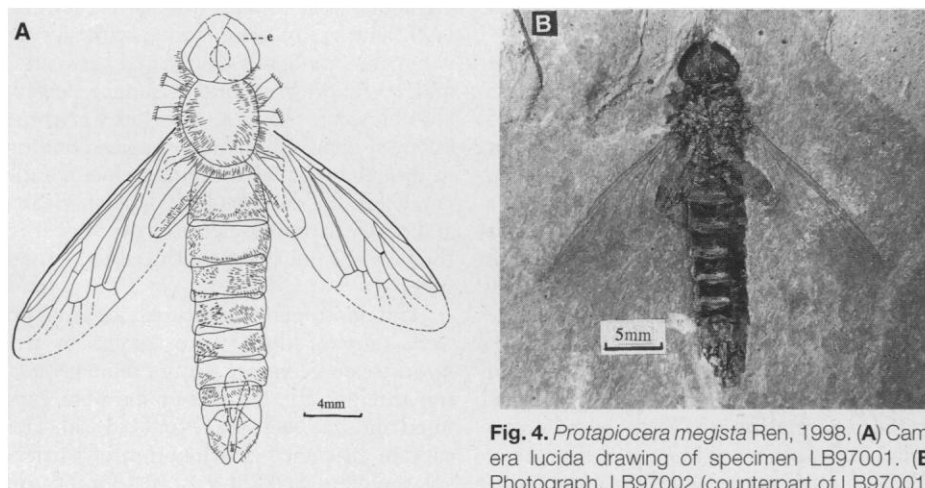 A
e
4mm
B
5mm
Fig. 4. Protapiocera megista Ren, 1998. (A) Cam-
era lucida drawing of specimen LB97001. (B)
Photograph, LB97002 (counterpart of LB97001)